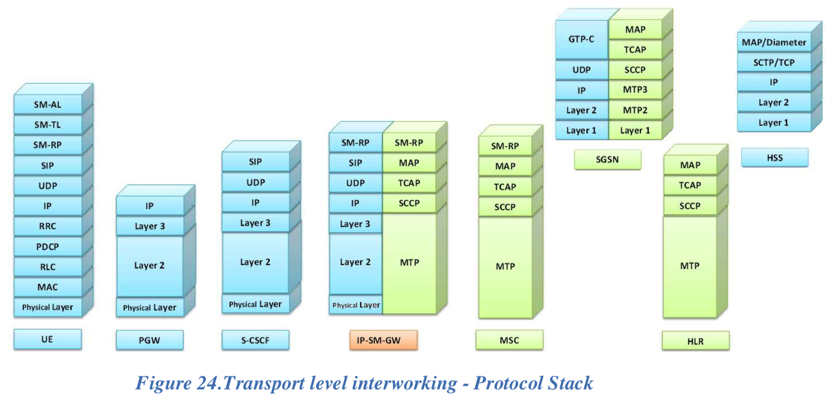 SM-AL
SM-TL
SM-RP
SIP
UDP
IP
RRC
PDCP
RLC
MAC
Physical Layer
UE
IP
Layer 3
Layer 2
Physical Layer
PGW
SIP
UDP
IP
Layer 3
Layer 2
Physical Layer
S-CSCF
SM-RP
SIP
UDP
IP
Layer 3
Layer 2
Physical Layer
SM-RP
MAP
TCAP
SCCP
MTP
IP-SM-GW
SM-RP
MAP
TCAP
SCCP
MTP
MSC
GTP-C
UDP
IP
Layer 2
Layer 1
MAP
TCAP
SCCP
MTP3
MTP2
Layer 1
SGSN
MAP
TCAP
SCCP
MTP
HLR
MAP/Diameter
SCTP/TCP
IP
Layer 2
Layer 1
HSS
Figure 24.Transport level interworking - Protocol Stack